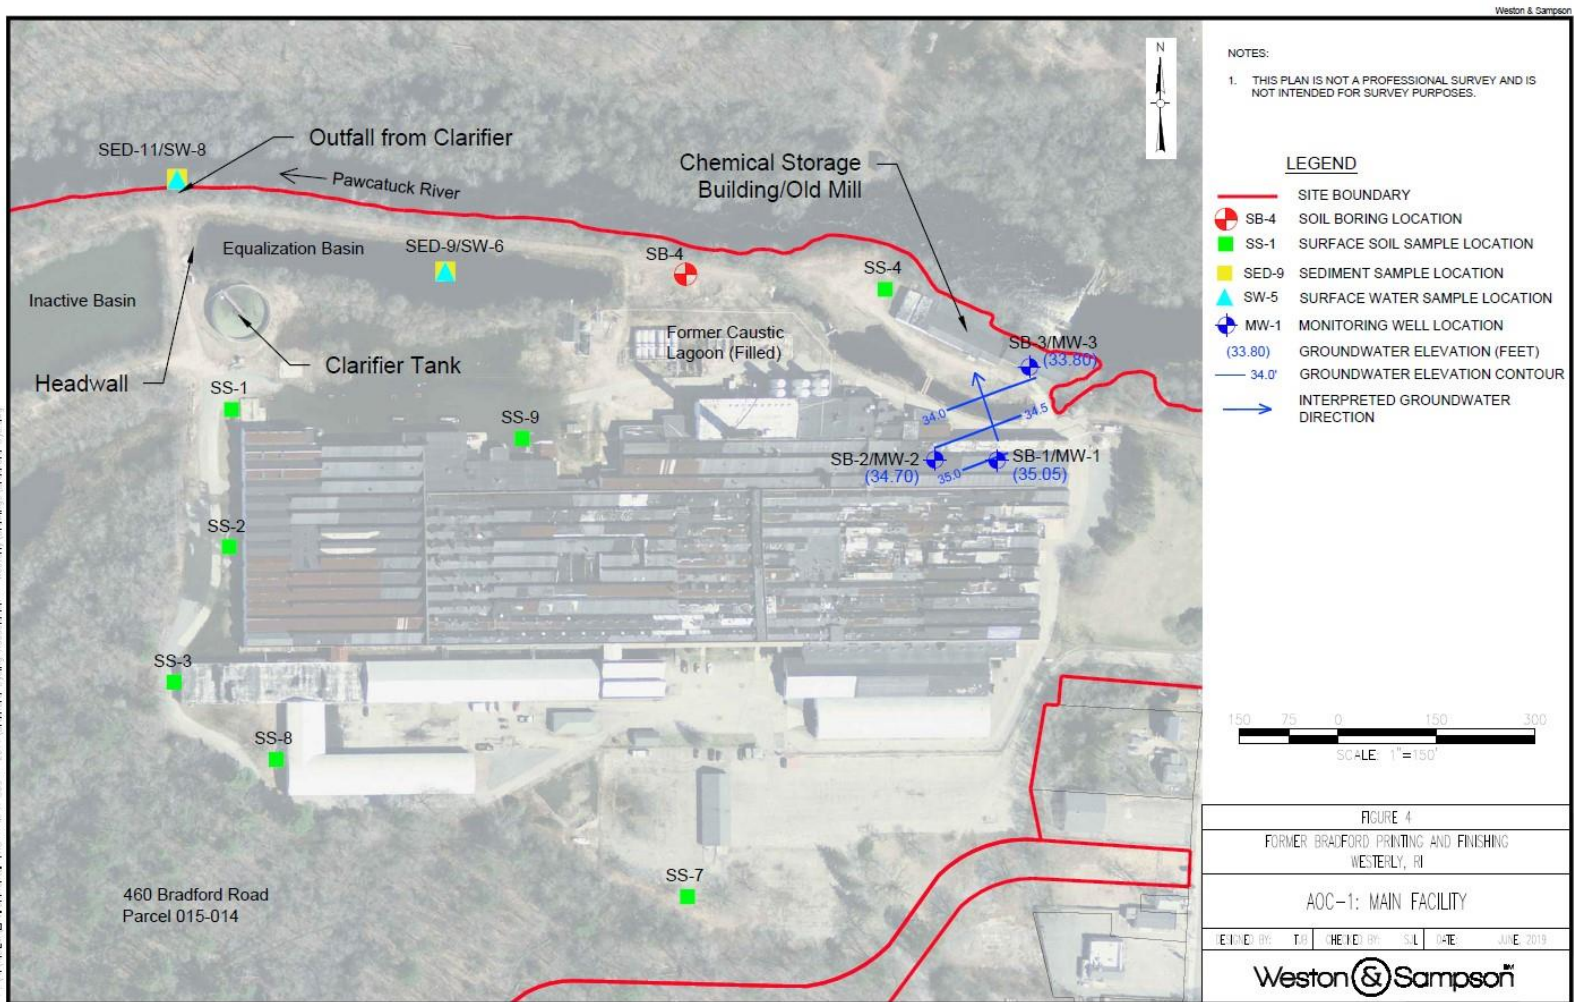 Weston & Sampson
N
NOTES:
1. THIS PLAN IS NOT A PROFESSIONAL SURVEY AND IS
NOT INTENDED FOR SURVEY PURPOSES.
LEGEND
SITE BOUNDARY
SB-4 SOIL BORING LOCATION
SS-1 SURFACE SOIL SAMPLE LOCATION
SED-9 SEDIMENT SAMPLE LOCATION
SW-5 SURFACE WATER SAMPLE LOCATION
MW-1 MONITORING WELL LOCATION
(33.80) GROUNDWATER ELEVATION (FEET)
34.0' GROUNDWATER ELEVATION CONTOUR
INTERPRETED GROUNDWATER
DIRECTION
Outfall from Clarifier
SED-11/SW-8
Pawcatuck River
Chemical Storage
Building/Old Mill
Equalization Basin
SED-9/SW-6
SB-4
SS-4
Inactive Basin
Former Caustic
Lagoon (Filled)
SB-3/MW-3
(33.80)
Clarifier Tank
Headwall
SS-1
SS-9
34.0
34.5
SB-2/MW-2
(34.70)
35.0
SB-1/MW-1
(35.05)
SS-2
SS-3
SS-8
SS-7
460 Bradford Road
Parcel 015-014
150 75 0 150 300
SCALE: 1"=150'
FIGURE 4
FORMER BRADFORD PRINTING AND FINISHING
WESTERLY, RI
AOC-1: MAIN FACILITY
DESIGNED BY: TJB CHECKED BY: SJL DATE: JUNE, 2019
Weston & Sampson